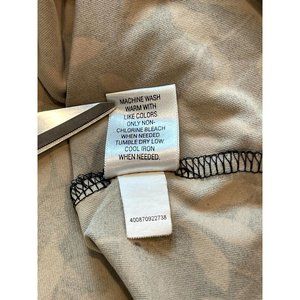 MACHINE WASH
WARM WITH
LIKE COLORS
ONLY NON-
CHLORINE BLEACH
WHEN NEEDED
TUMBLE DRY LOW
COOL IRON
WHEN NEEDED.
400870922738